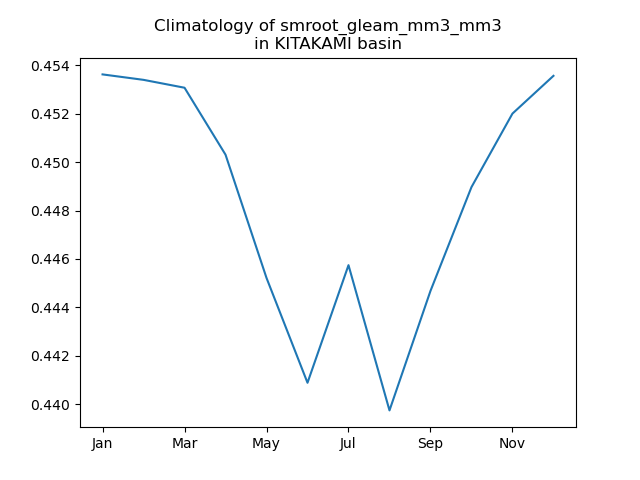 Climatology of smroot_gleam_mm3_mm3
in KITAKAMI basin
0.454
0.452
0.450
0.448
0.446
0.444
0.442
0.440
Jan
Mar
May
Jul
Sep
Nov